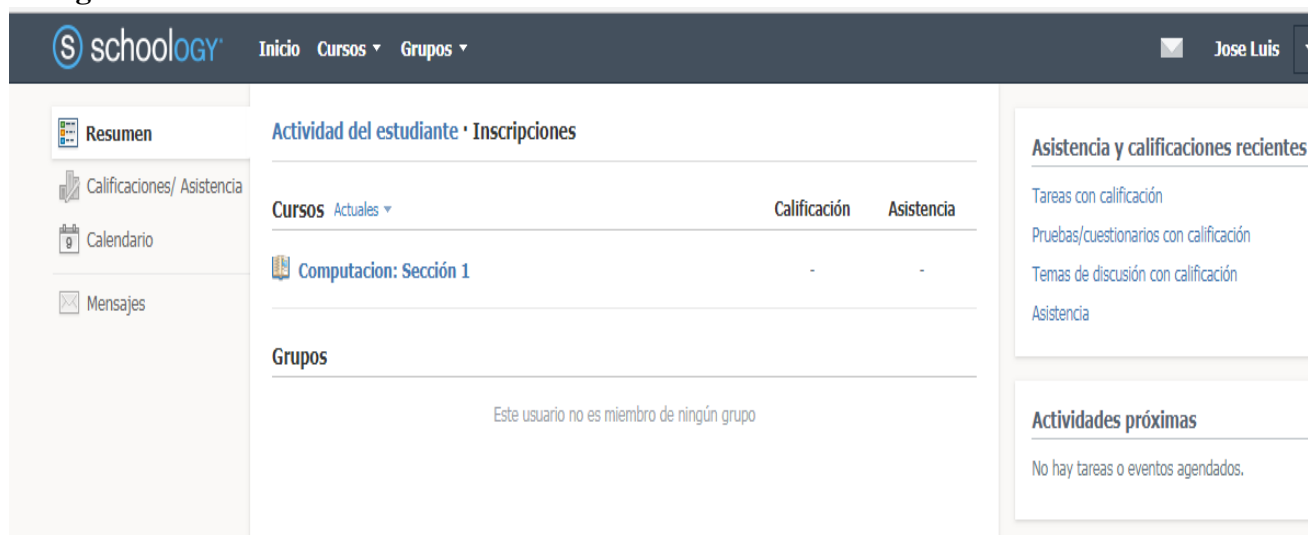 schoology Inicio Cursos Grupos Jose Luis
Resumen
Calificaciones/ Asistencia
9 Calendario
Mensajes
Actividad del estudiante · Inscripciones
Cursos Actuales Calificación Asistencia
Computacion: Sección 1 - -
Grupos
Este usuario no es miembro de ningún grupo
Asistencia y calificaciones recientes
Tareas con calificación
Pruebas/cuestionarios con calificación
Temas de discusión con calificación
Asistencia
Actividades próximas
No hay tareas o eventos agendados.